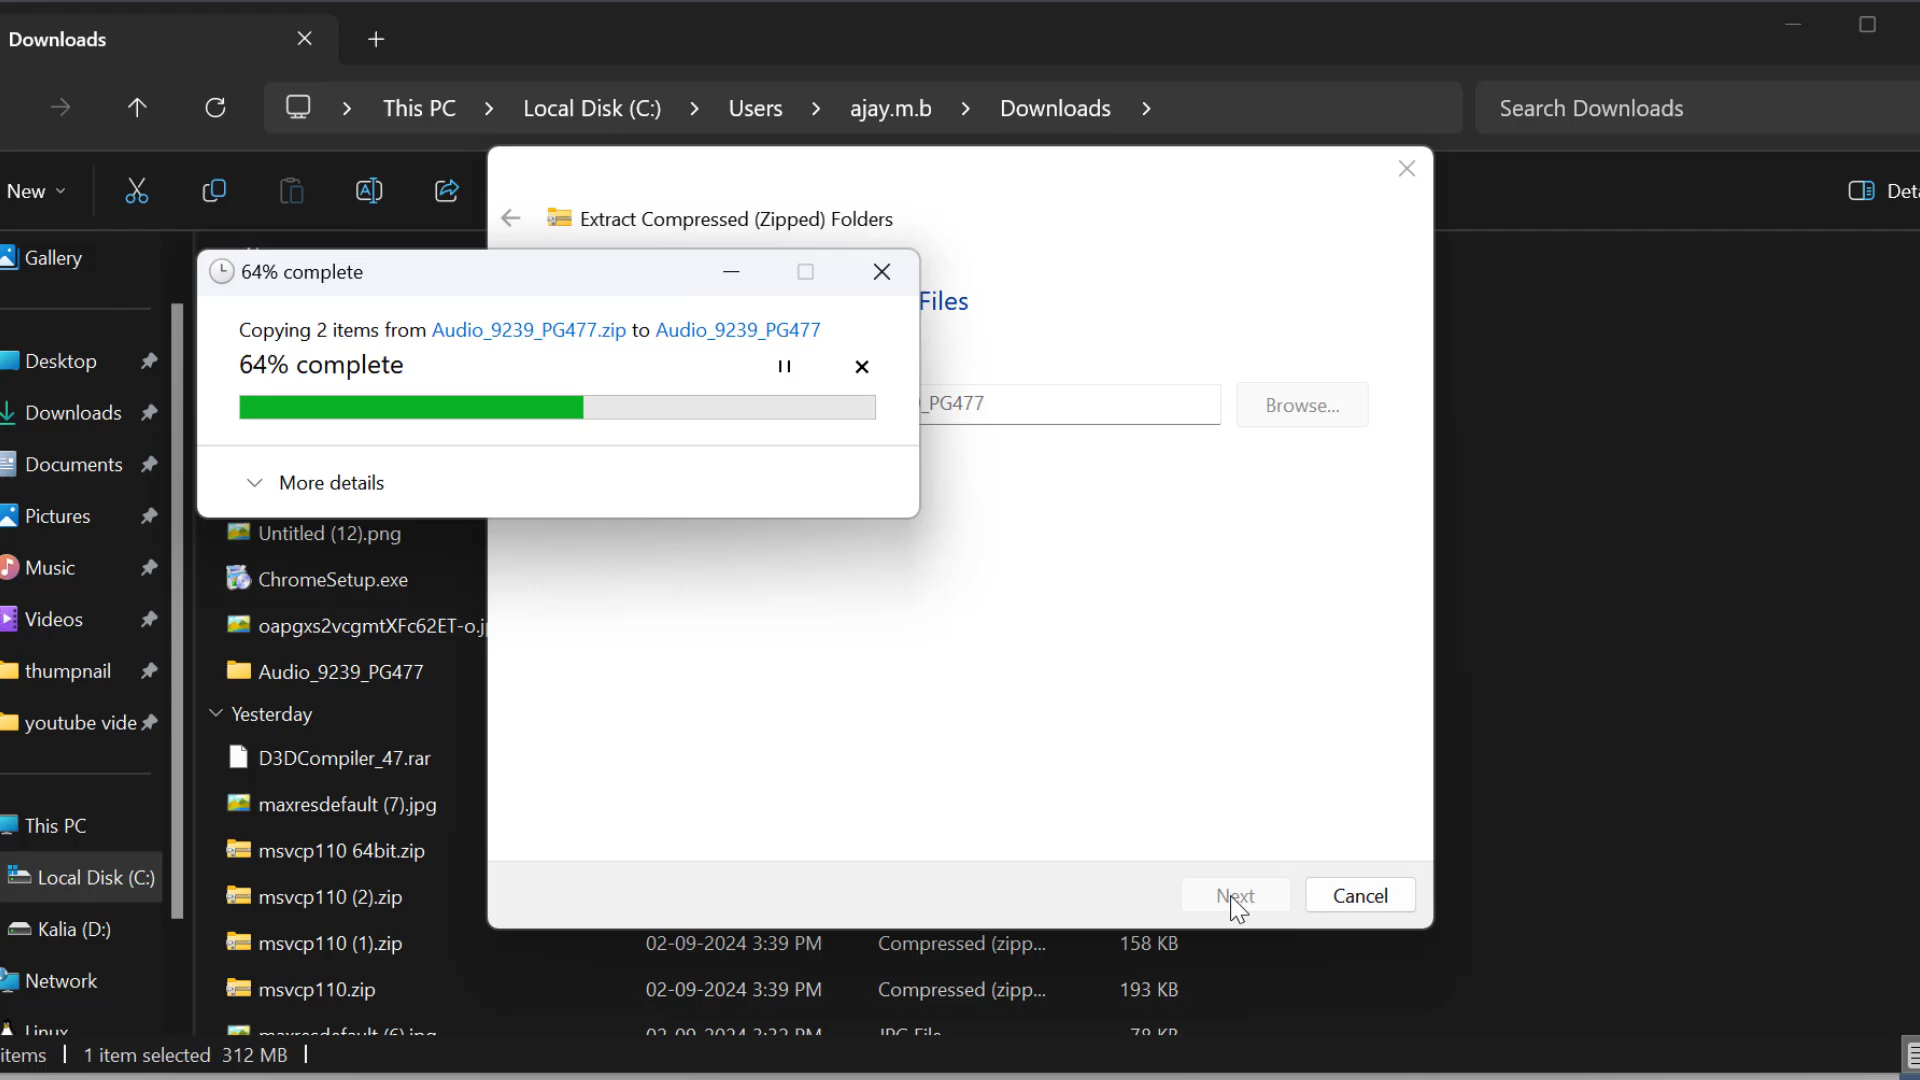 Downloads
This PC
Local Disk (C:)
Users
ajay.m.b
Downloads
Search Downloads
New
Extract Compressed (Zipped) Folders
Gallery
64% complete
Files
Copying 2 items from Audio_9239_PG477.zip to Audio_9239_PG477
64% complete
_PG477
Browse...
More details
Desktop
Downloads
Documents
Pictures
Music
Videos
thumpnail
youtube vide
This PC
Local Disk (C:)
Kalia (D:)
Network
Linux
Untitled (12).png
ChromeSetup.exe
oapgxs2vcgmtXFc62ET-o.j
Audio_9239_PG477
Yesterday
D3DCompiler_47.rar
maxresdefault (7).jpg
msvcp110 64bit.zip
msvcp110 (2).zip
Next
Cancel
msvcp110 (1).zip 02-09-2024 3:39 PM Compressed (zipp... 158 KB
msvcp110.zip 02-09-2024 3:39 PM Compressed (zipp... 193 KB
maxresdefault (6).jpg 02-09-2024 3:32 PM JPG File 78 KB
items
1 item selected 312 MB